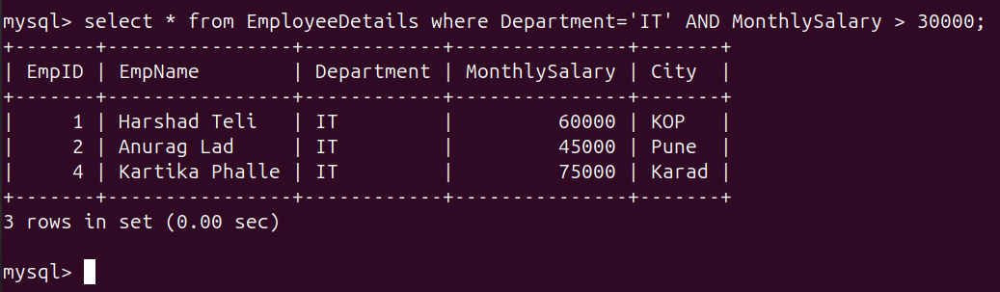 mysql> select * from EmployeeDetails where Department='IT' AND MonthlySalary > 30000;
+-------+----------------+------------+---------------+-------+
| EmpID | EmpName        | Department | MonthlySalary | City  |
+-------+----------------+------------+---------------+-------+
|     1 | Harshad Teli   | IT         |         60000 | KOP   |
|     2 | Anurag Lad     | IT         |         45000 | Pune  |
|     4 | Kartika Phalle | IT         |         75000 | Karad |
+-------+----------------+------------+---------------+-------+
3 rows in set (0.00 sec)
mysql>